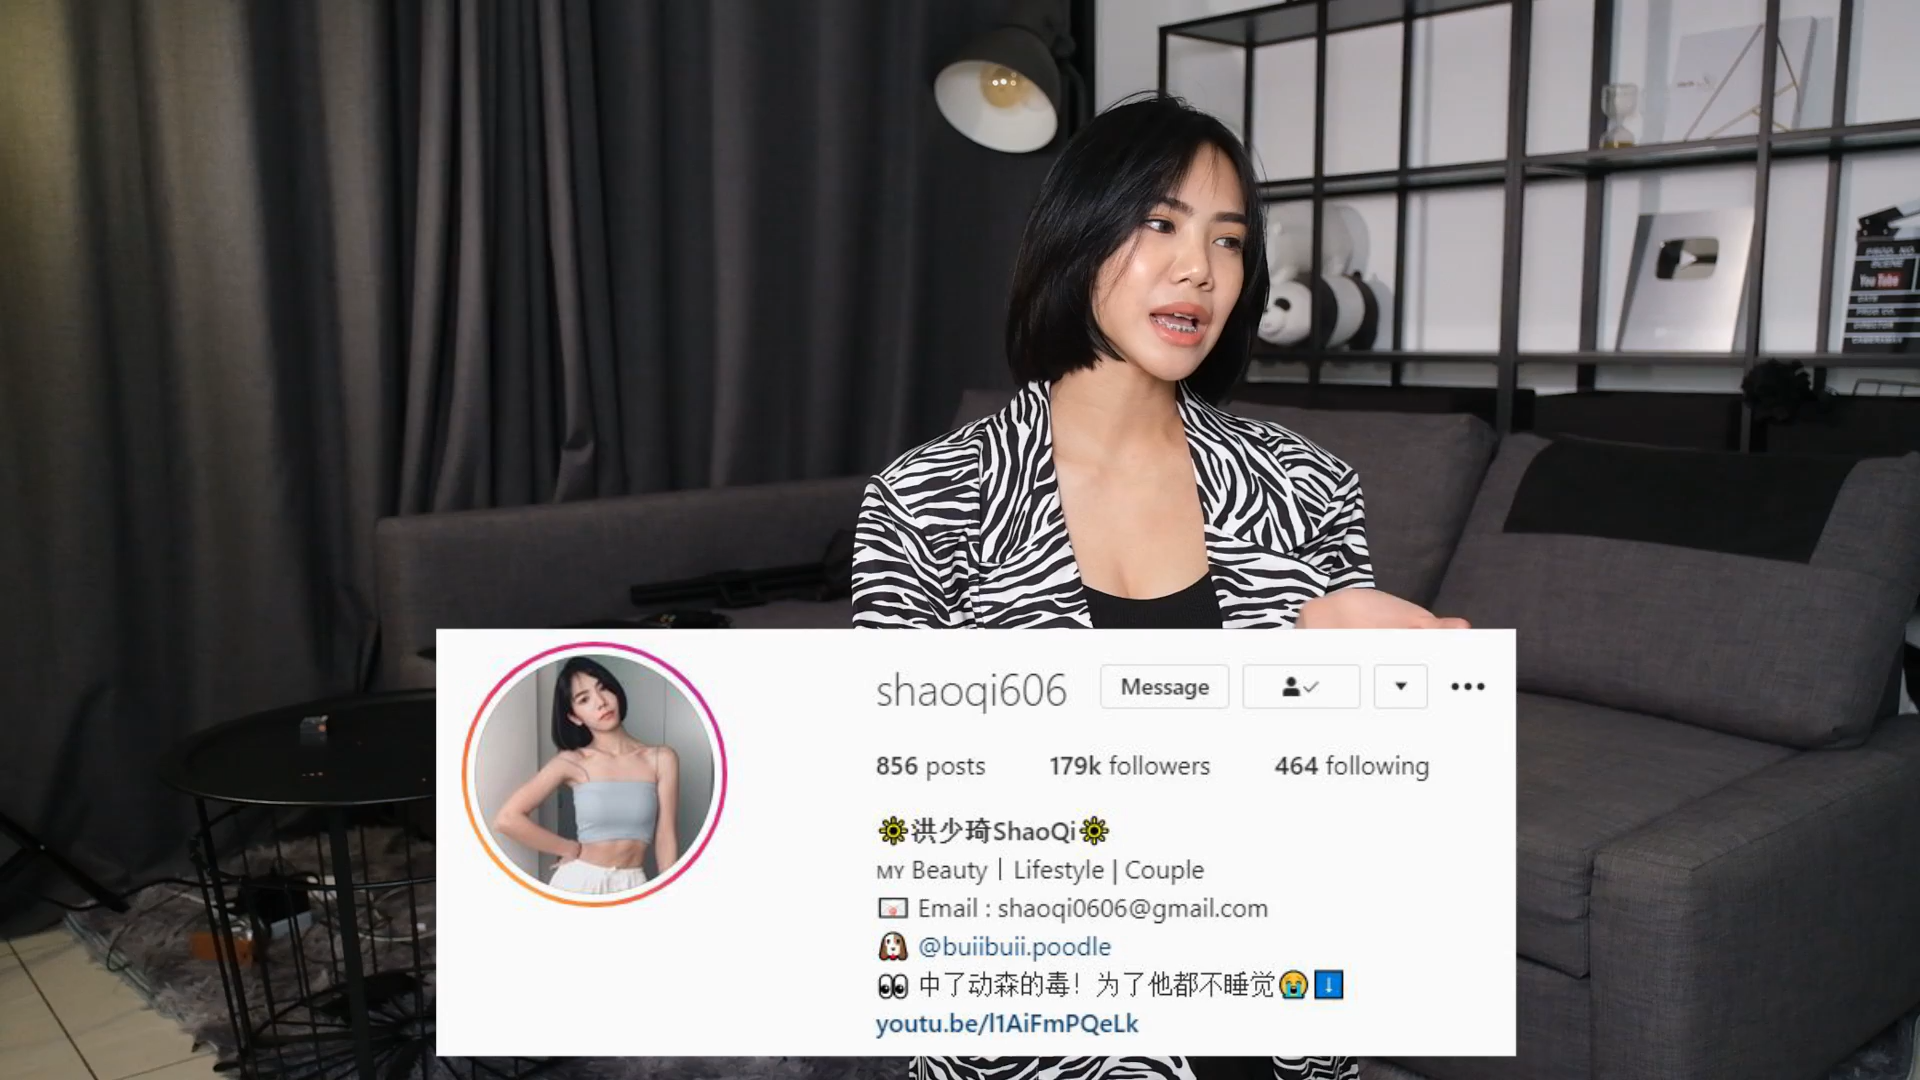 You Tube
shaoqi606 Message
856 posts 179k followers 464 following
🌻洪少琦ShaoQi🌻
MY Beauty | Lifestyle | Couple
💌 Email : shaoqi0606@gmail.com
🐶 @buiibuii.poodle
👀 中了动森的毒！为了他都不睡觉😭⬇️
youtu.be/l1AiFmPQeLk